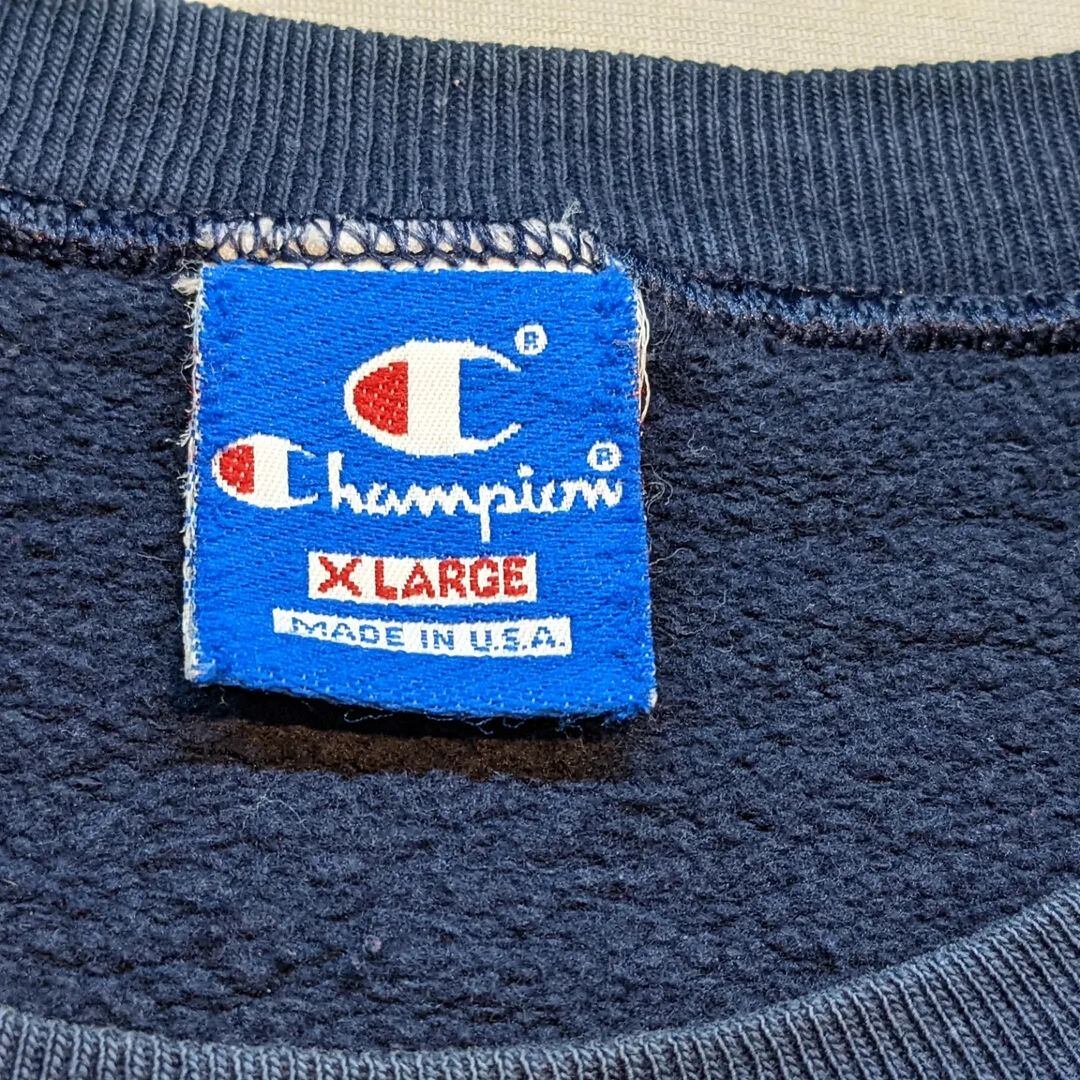 C®
Champion®
X LARGE
MADE IN U.S.A.